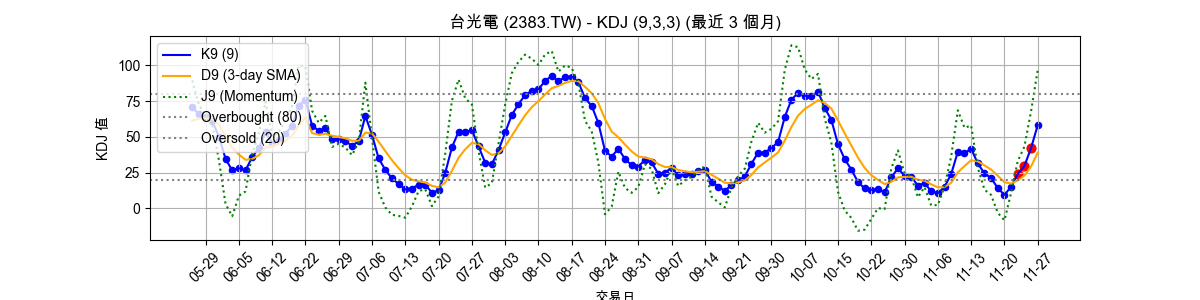 台光電 (2383.TW) - KDJ (9,3,3) (最近 3 個月)
KDJ 值
100
75
50
25
0
K9 (9)
D9 (3-day SMA)
J9 (Momentum)
Overbought (80)
Oversold (20)
05-29 06-05 06-12 06-22 06-29 07-06 07-13 07-20 07-27 08-03 08-10 08-17 08-24 08-31 09-07 09-14 09-21 09-30 10-07 10-15 10-22 10-30 11-06 11-13 11-20 11-27
交易日